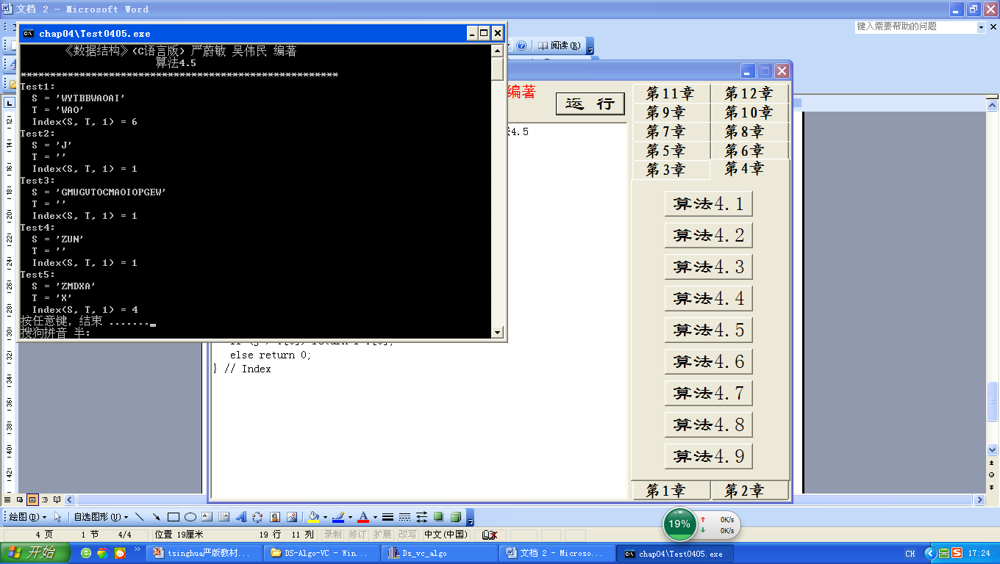 文档 2 - Microsoft Word
键入需要帮助的问题
阅读(R)
chap04\Test0405.exe
《数据结构》(C语言版) 严蔚敏 吴伟民 编著
算法4.5
******************************************************
Test1:
S = 'WYTBBWAOAI'
T = 'WAO'
Index(S, T, 1) = 6
Test2:
S = 'J'
T = ''
Index(S, T, 1) = 1
Test3:
S = 'GMUGVTOCMAOIOPGEW'
T = ''
Index(S, T, 1) = 1
Test4:
S = 'ZUN'
T = ''
Index(S, T, 1) = 1
Test5:
S = 'ZMDXA'
T = 'X'
Index(S, T, 1) = 4
按任意键, 结束 .......
搜狗拼音 半:
编著
运 行
4.5
else return 0;
} // Index
第11章 第12章
第9章 第10章
第7章 第8章
第5章 第6章
第3章 第4章
算法4.1
算法4.2
算法4.3
算法4.4
算法4.5
算法4.6
算法4.7
算法4.8
算法4.9
第1章 第2章
绘图(D) 自选图形(U)
4 页 1 节 4/4 位置 19厘米 19 行 11 列 录制 修订 扩展 改写 中文(中国)
19% 0K/s
0K/s
开始 tsinghua严版教材... DS-Algo-VC - Win... Ds_vc_algo 文档 2 - Microso... chap04\Test0405.exe CH 17:24